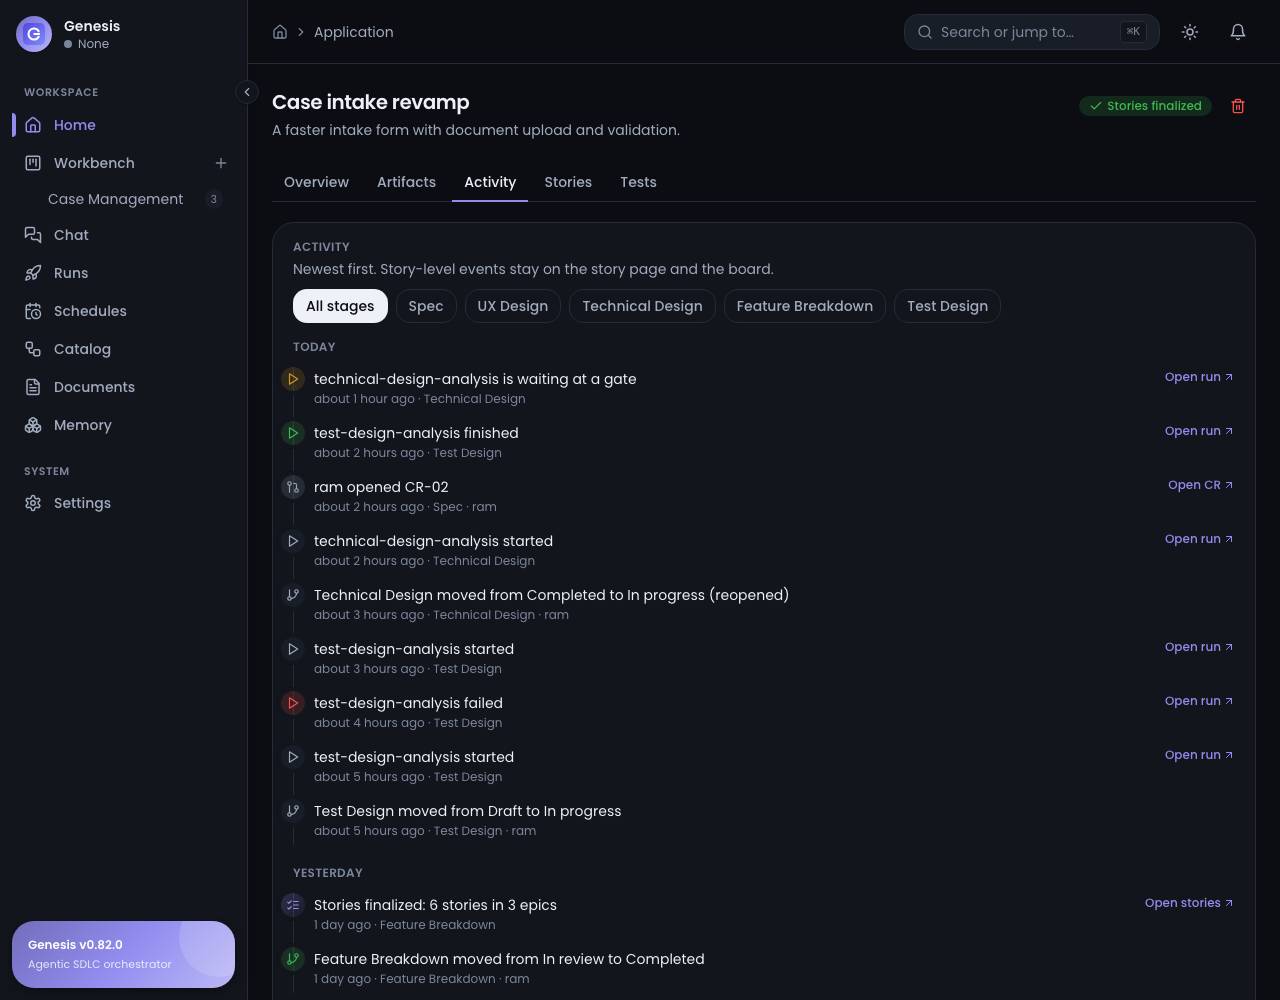 Genesis
None
Application
Search or jump to...
⌘K
WORKSPACE
Home
Workbench
Case Management
3
Chat
Runs
Schedules
Catalog
Documents
Memory
SYSTEM
Settings
Genesis v0.82.0
Agentic SDLC orchestrator
Case intake revamp
Stories finalized
A faster intake form with document upload and validation.
Overview
Artifacts
Activity
Stories
Tests
ACTIVITY
Newest first. Story-level events stay on the story page and the board.
All stages
Spec
UX Design
Technical Design
Feature Breakdown
Test Design
TODAY
technical-design-analysis is waiting at a gate
Open run
about 1 hour ago · Technical Design
test-design-analysis finished
Open run
about 2 hours ago · Test Design
ram opened CR-02
Open CR
about 2 hours ago · Spec · ram
technical-design-analysis started
Open run
about 2 hours ago · Technical Design
Technical Design moved from Completed to In progress (reopened)
about 3 hours ago · Technical Design · ram
test-design-analysis started
Open run
about 3 hours ago · Test Design
test-design-analysis failed
Open run
about 4 hours ago · Test Design
test-design-analysis started
Open run
about 5 hours ago · Test Design
Test Design moved from Draft to In progress
about 5 hours ago · Test Design · ram
YESTERDAY
Stories finalized: 6 stories in 3 epics
Open stories
1 day ago · Feature Breakdown
Feature Breakdown moved from In review to Completed
1 day ago · Feature Breakdown · ram